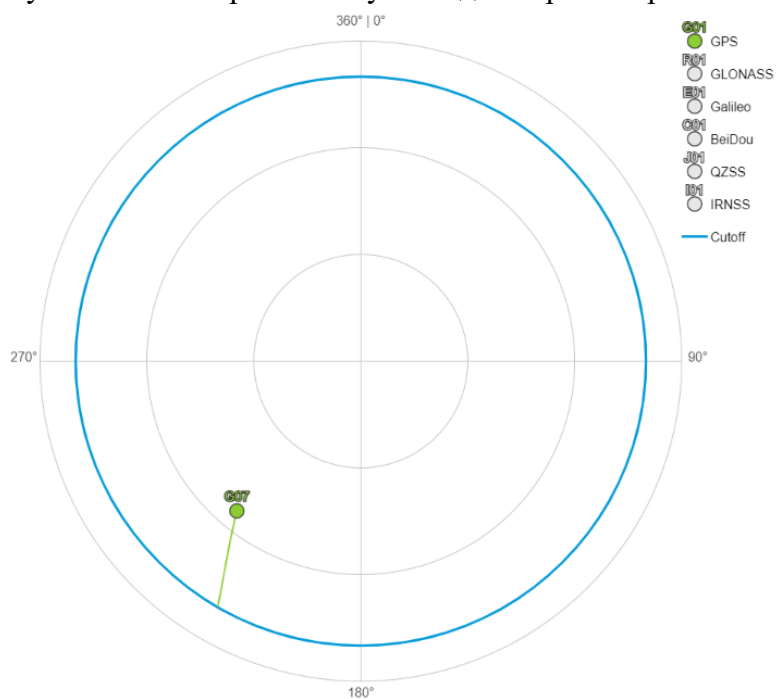 360° | 0°
G01
GPS
R01
GLONASS
E01
Galileo
C01
BeiDou
J01
QZSS
I01
IRNSS
Cutoff
270°
90°
G07
180°